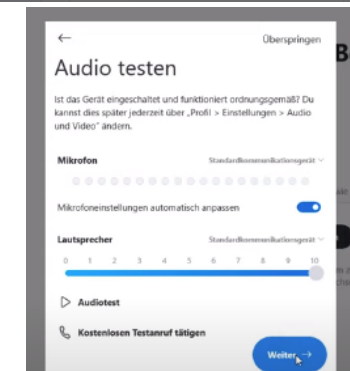 Überspringen
B
Audio testen
Ist das Gerät eingeschaltet und funktioniert ordnungsgemäß? Du
kannst dies später jederzeit über „Profil > Einstellungen > Audio
und Video" ändern.
Mikrofon Standardkommunikationsgerät
Mikrofoneinstellungen automatisch anpassen
Lautsprecher Standardkommunikationsgerät
0 1 2 3 4 5 6 7 8 9 10
Audiotest
Kostenlosen Testanruf tätigen
Weiter